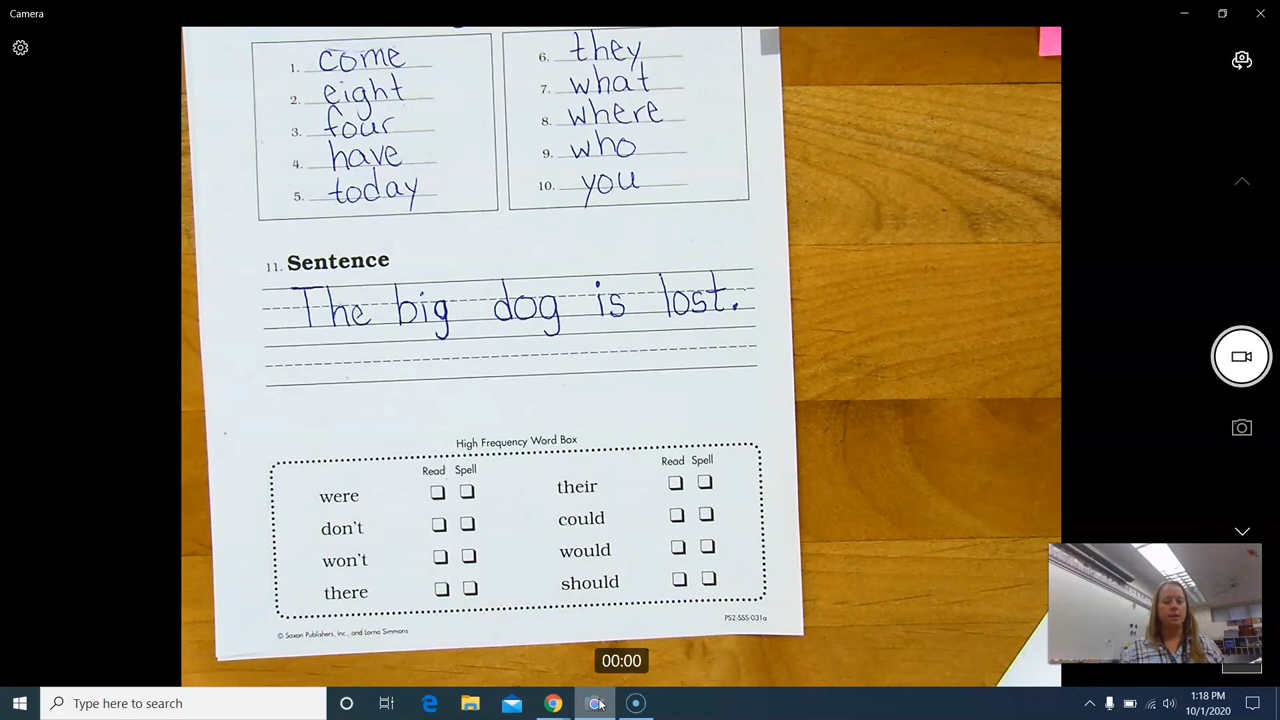 Camera
1. come
2. eight
3. four
4. have
5. today
6. they
7. what
8. where
9. who
10. you
11. Sentence
The big dog is lost.
High Frequency Word Box
Read Spell
were
don't
won't
there
Read Spell
their
could
would
should
PS2-SSS-031a
© Saxon Publishers, Inc., and Lorna Simmons
00:00
Type here to search
1:18 PM
10/1/2020